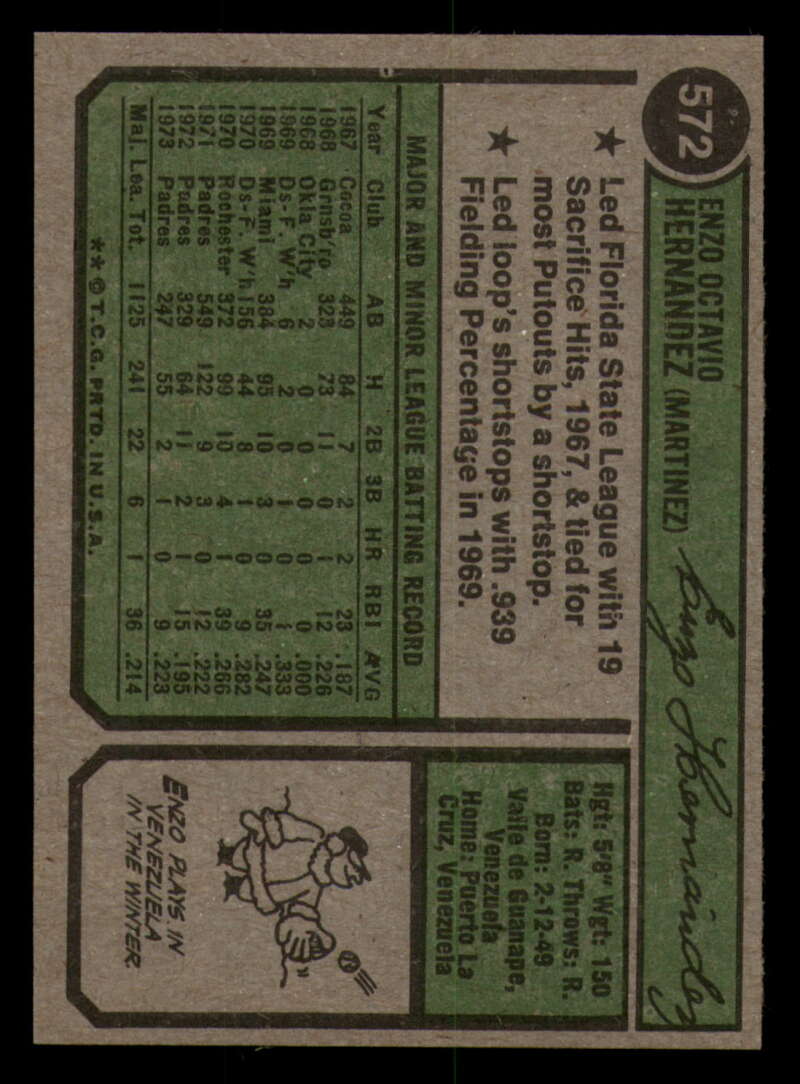 572
ENZO OCTAVIO
HERNANDEZ (MARTINEZ)
Enzo Hernández
★ Led Florida State League with 19
Sacrifice Hits, 1967, & tied for
most Putouts by a shortstop.
★ Led loop's shortstops with .939
Fielding Percentage in 1969.
Hgt: 5'8" Wgt: 150
Bats: R. Throws: R.
Born: 2-12-49
Valle de Guanape,
Venezuela
Home: Puerto La
Cruz, Venezuela
MAJOR AND MINOR LEAGUE BATTING RECORD
Year Club AB H 2B 3B HR RBI AVG
1967 Cocoa 449 84 7 2 2 23 .187
1968 Grnsb'ro 323 73 11 0 1 12 .226
1968 Okla City 2 0 0 0 0 0 .000
1969 Ds-F. W'h 6 2 0 1 0 1 .333
1969 Miami 384 95 10 3 0 35 .247
1970 Ds-F. W'h 156 44 8 1 0 9 .282
1970 Rochester 372 99 10 4 1 39 .266
1971 Padres 549 122 9 3 0 12 .222
1972 Padres 329 64 11 2 1 15 .195
1973 Padres 247 55 2 1 0 9 .223
Maj. Lea. Tot. 1125 241 22 6 1 36 .214
** © T.C.G. PRTD. IN U.S.A.
ENZO PLAYS IN
VENEZUELA
IN THE WINTER.